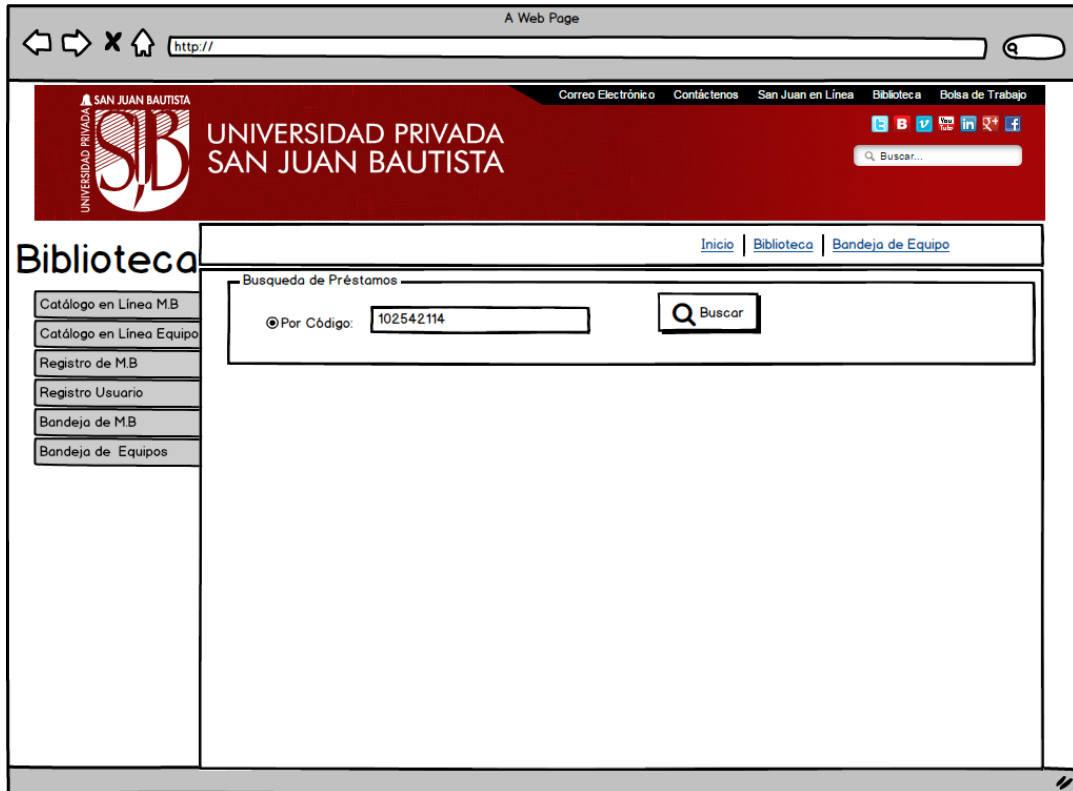 A Web Page
http://
Correo Electrónico Contáctenos San Juan en Línea Biblioteca Bolsa de Trabajo
SAN JUAN BAUTISTA
UNIVERSIDAD PRIVADA
SJB
UNIVERSIDAD PRIVADA
SAN JUAN BAUTISTA
You Tube
Buscar...
Biblioteca
Inicio Biblioteca Bandeja de Equipo
Catálogo en Línea M.B
Catálogo en Línea Equipo
Registro de M.B
Registro Usuario
Bandeja de M.B
Bandeja de Equipos
Busqueda de Préstamos
Por Código: 102542114 Buscar